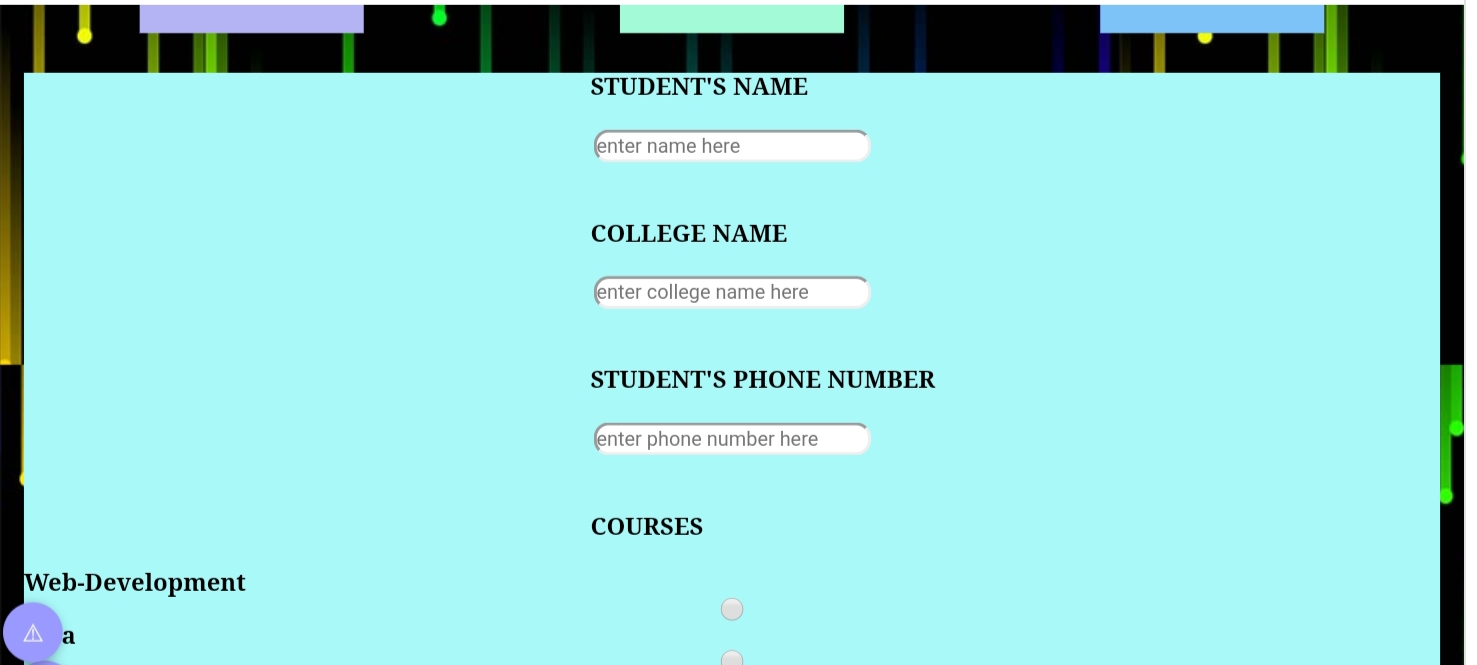 STUDENT'S NAME
enter name here
COLLEGE NAME
enter college name here
STUDENT'S PHONE NUMBER
enter phone number here
COURSES
Web-Development